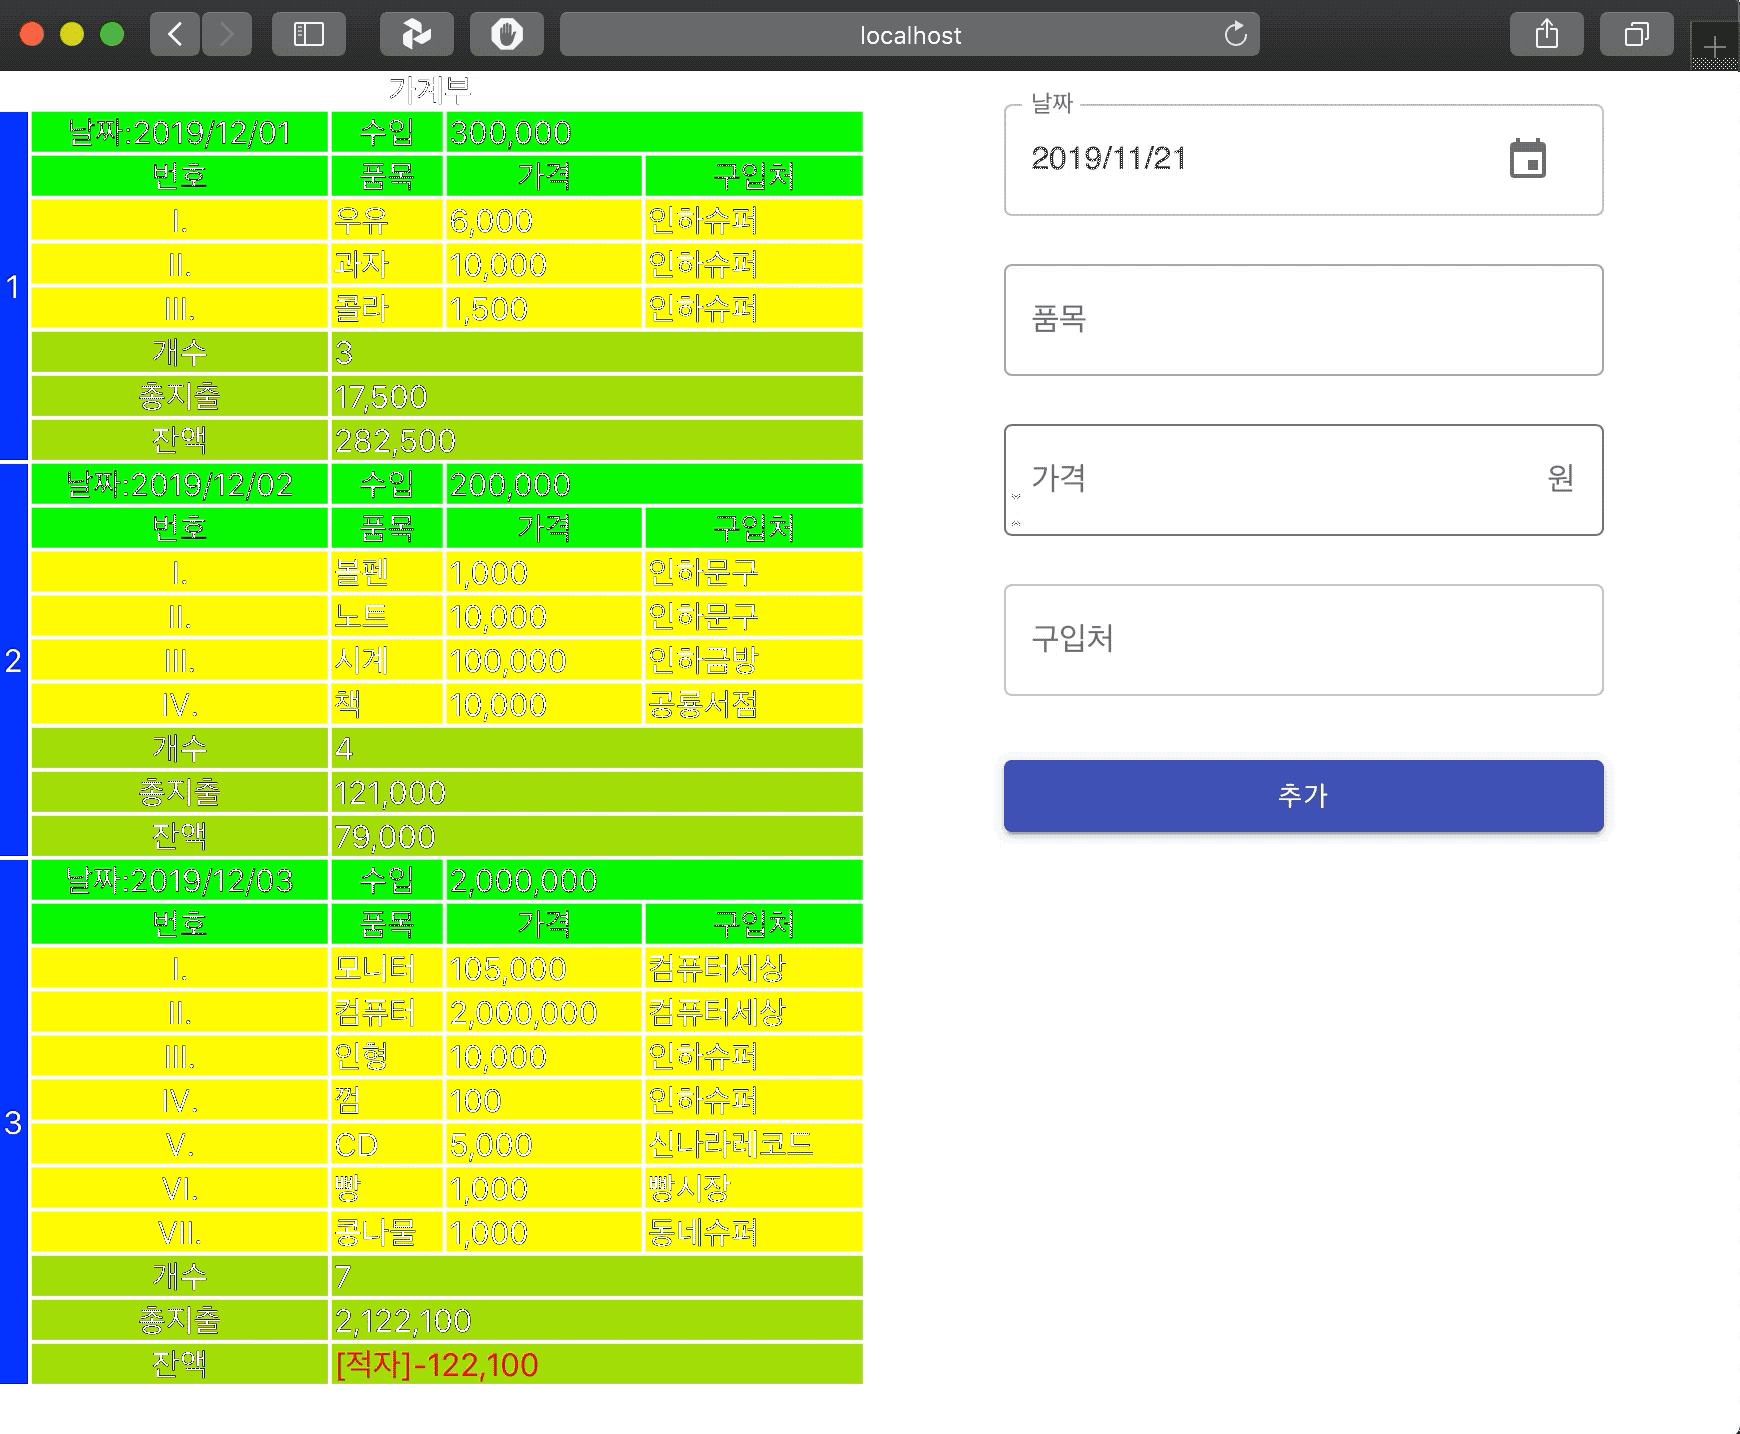 localhost
가계부
1
날짜:2019/12/01 수입 300,000
번호 품목 가격 구입처
I. 우유 6,000 인하슈퍼
II. 과자 10,000 인하슈퍼
III. 콜라 1,500 인하슈퍼
개수 3
총지출 17,500
잔액 282,500
2
날짜:2019/12/02 수입 200,000
번호 품목 가격 구입처
I. 볼펜 1,000 인하문구
II. 노트 10,000 인하문구
III. 시계 100,000 인하금방
IV. 책 10,000 공룡서점
개수 4
총지출 121,000
잔액 79,000
3
날짜:2019/12/03 수입 2,000,000
번호 품목 가격 구입처
I. 모니터 105,000 컴퓨터세상
II. 컴퓨터 2,000,000 컴퓨터세상
III. 인형 10,000 인하슈퍼
IV. 껌 100 인하슈퍼
V. CD 5,000 신나라레코드
VI. 빵 1,000 빵시장
VII. 콩나물 1,000 동네슈퍼
개수 7
총지출 2,122,100
잔액 [적자]-122,100
날짜
2019/11/21
품목
가격 원
구입처
추가